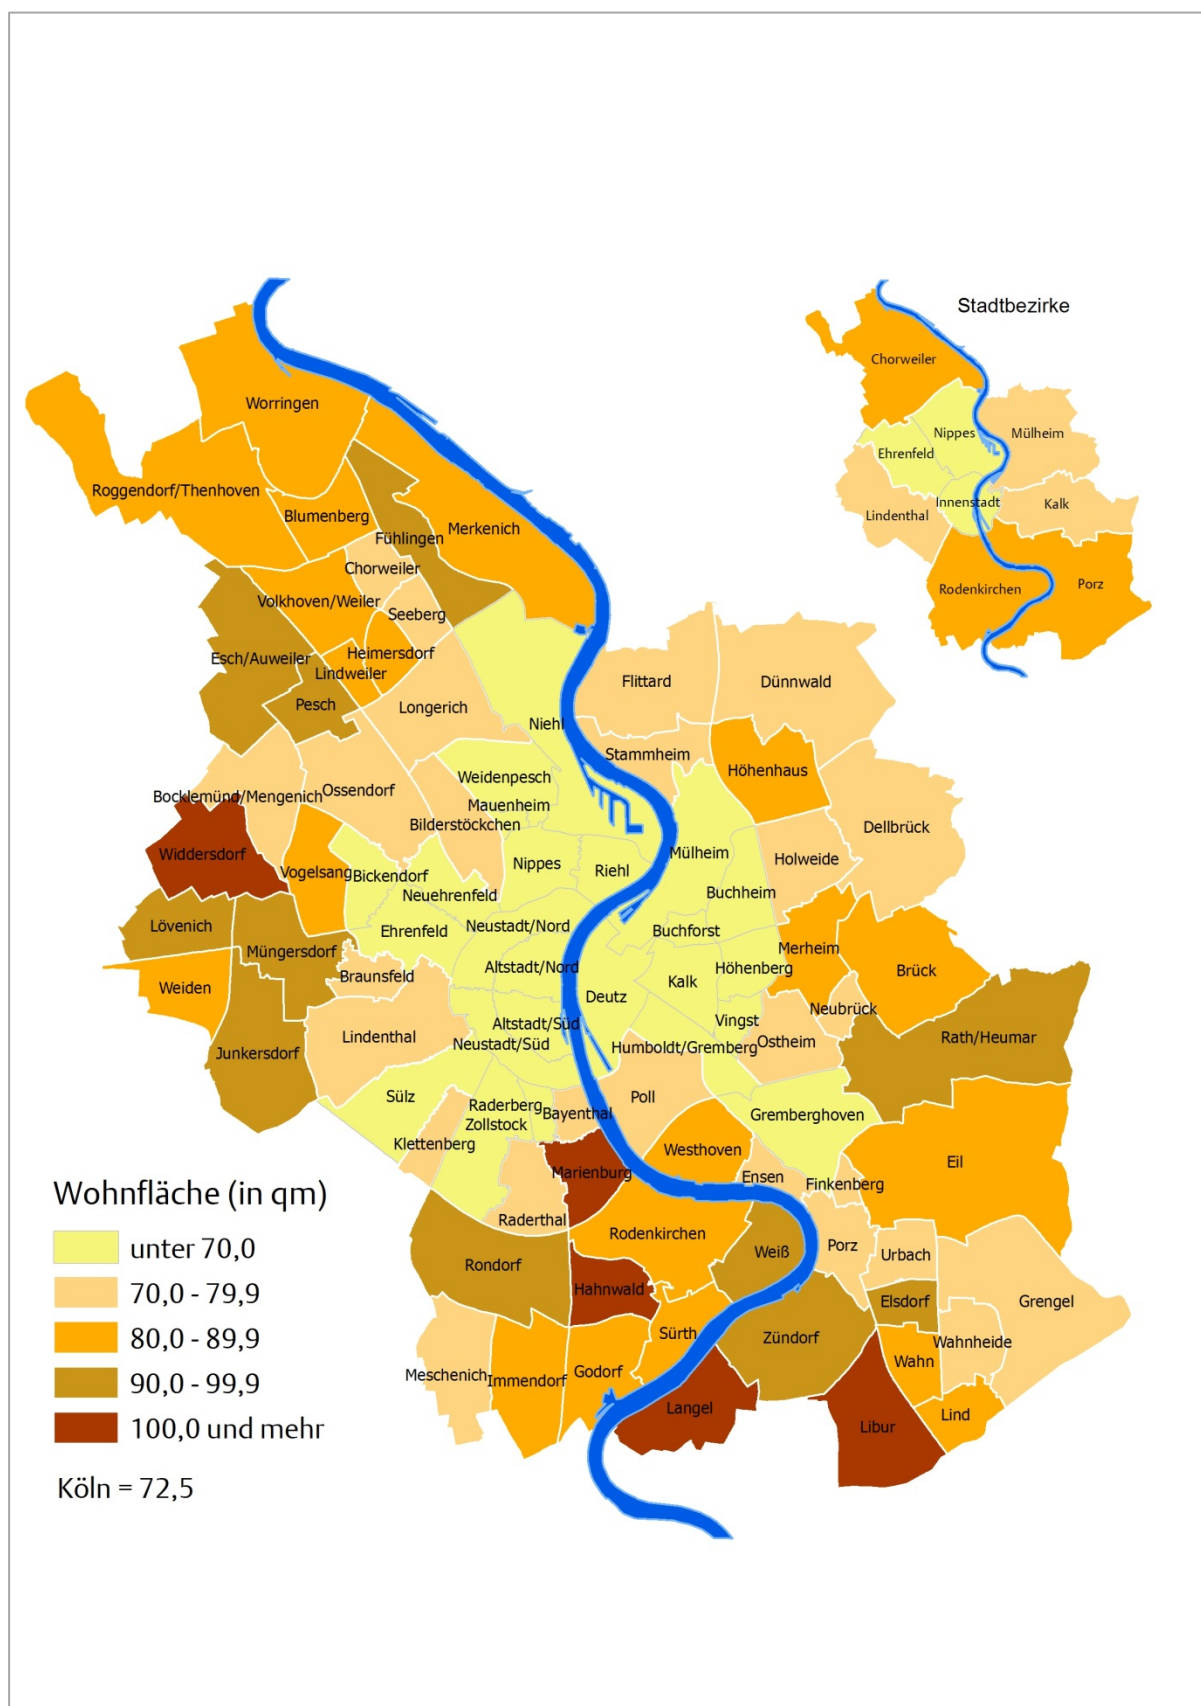 Stadtbezirke
Chorweiler
Nippes
Mülheim
Ehrenfeld
Innenstadt
Kalk
Lindenthal
Rodenkirchen
Porz
Worringen
Roggendorf/Thenhoven
Blumenberg
Merkenich
Fühlingen
Chorweiler
Volkhoven/Weiler
Seeberg
Heimersdorf
Esch/Auweiler
Lindweiler
Pesch
Longerich
Flittard
Dünnwald
Niehl
Stammheim
Höhenhaus
Weidenpesch
Bocklemünd/Mengenich
Ossendorf
Mauenheim
Bilderstöckchen
Dellbrück
Widdersdorf
Mülheim
Holweide
Vogelsang
Bickendorf
Nippes
Riehl
Neuehrenfeld
Buchheim
Lövenich
Ehrenfeld
Neustadt/Nord
Buchforst
Müngersdorf
Merheim
Altstadt/Nord
Höhenberg
Brück
Braunsfeld
Weiden
Kalk
Deutz
Neubrück
Altstadt/Süd
Vingst
Lindenthal
Neustadt/Süd
Humboldt/Gremberg
Ostheim
Rath/Heumar
Junkersdorf
Sülz
Poll
Raderberg
Bayenthal
Gremberghoven
Zollstock
Klettenberg
Westhoven
Eil
Marienburg
Ensen
Finkenberg
Raderthal
Rodenkirchen
Porz
Weiß
Urbach
Rondorf
Hahnwald
Elsdorf
Grengel
Sürth
Zündorf
Wahnheide
Wahn
Meschenich
Immendorf
Godorf
Langel
Libur
Lind
Wohnfläche (in qm)
unter 70,0
70,0 - 79,9
80,0 - 89,9
90,0 - 99,9
100,0 und mehr
Köln = 72,5